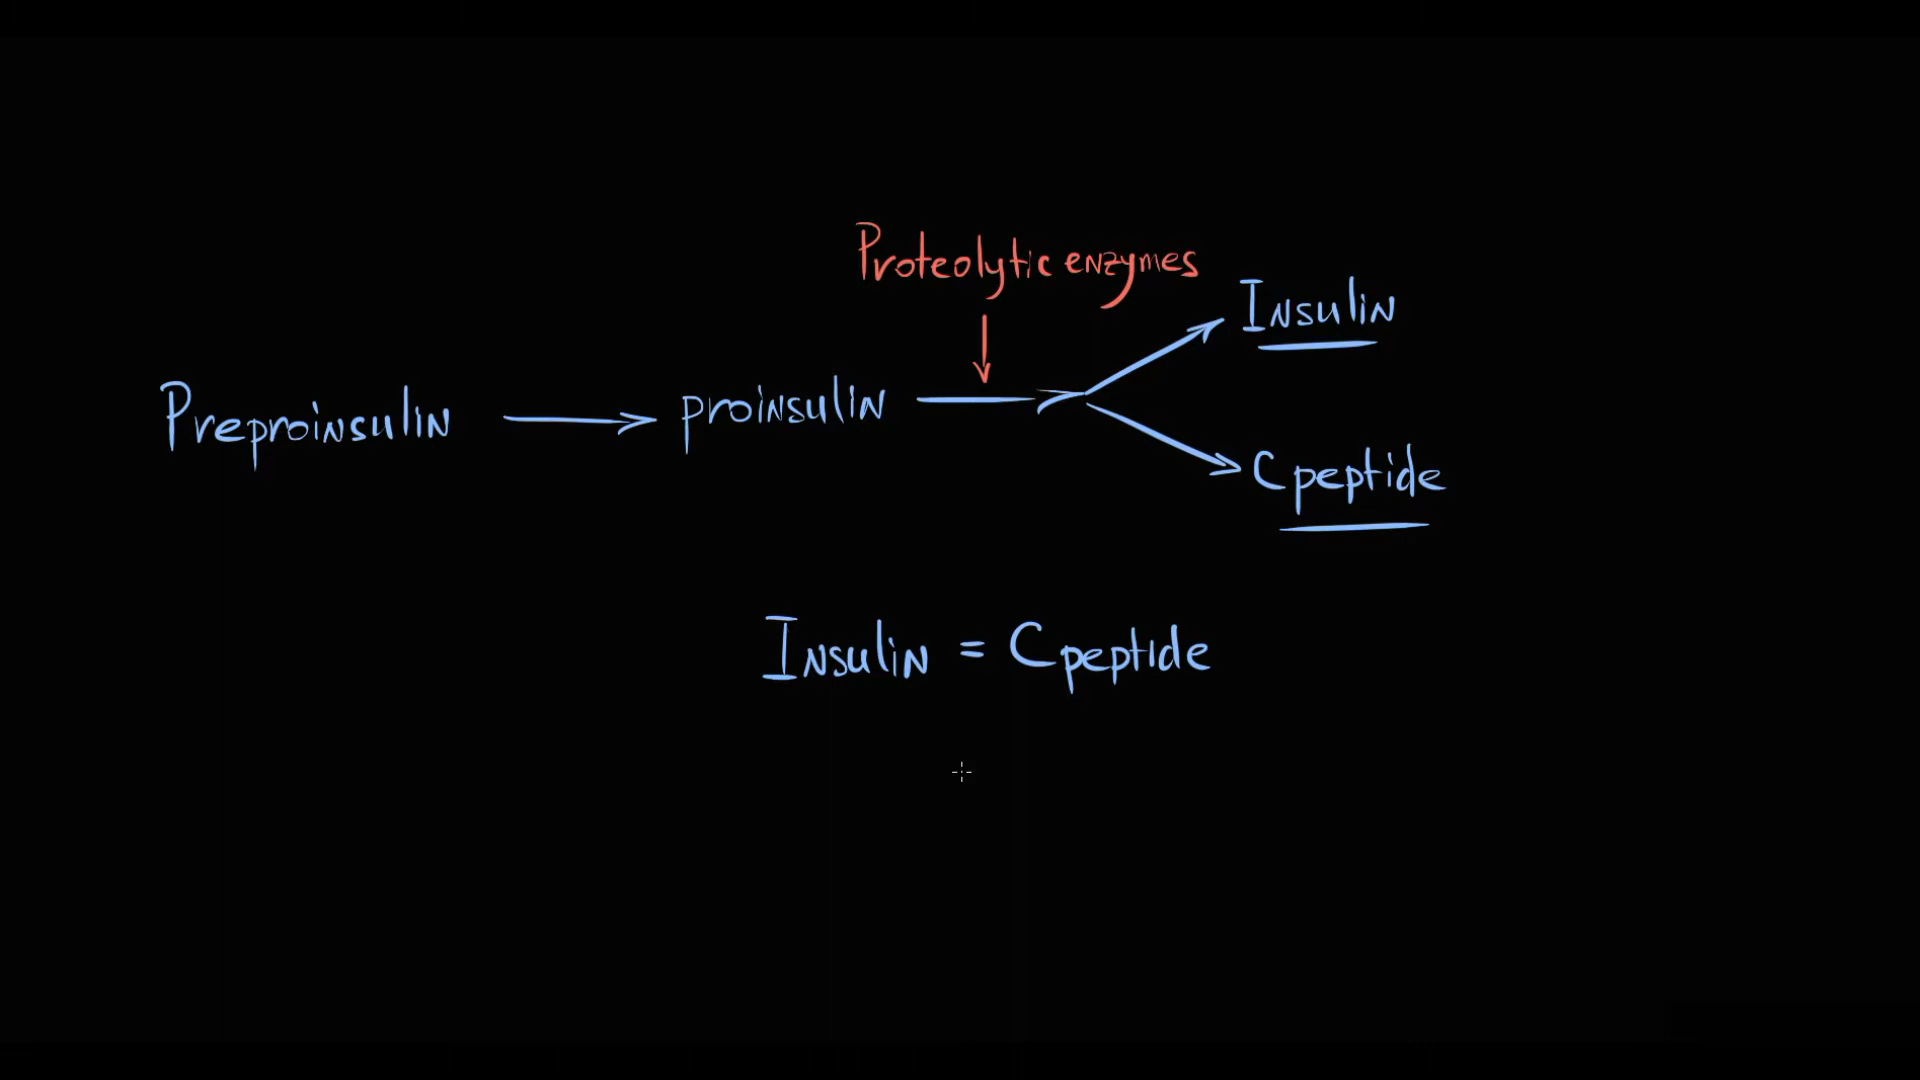 Proteolytic enzymes
Insulin
Preproinsulin → proinsulin →
C peptide
Insulin = C peptide